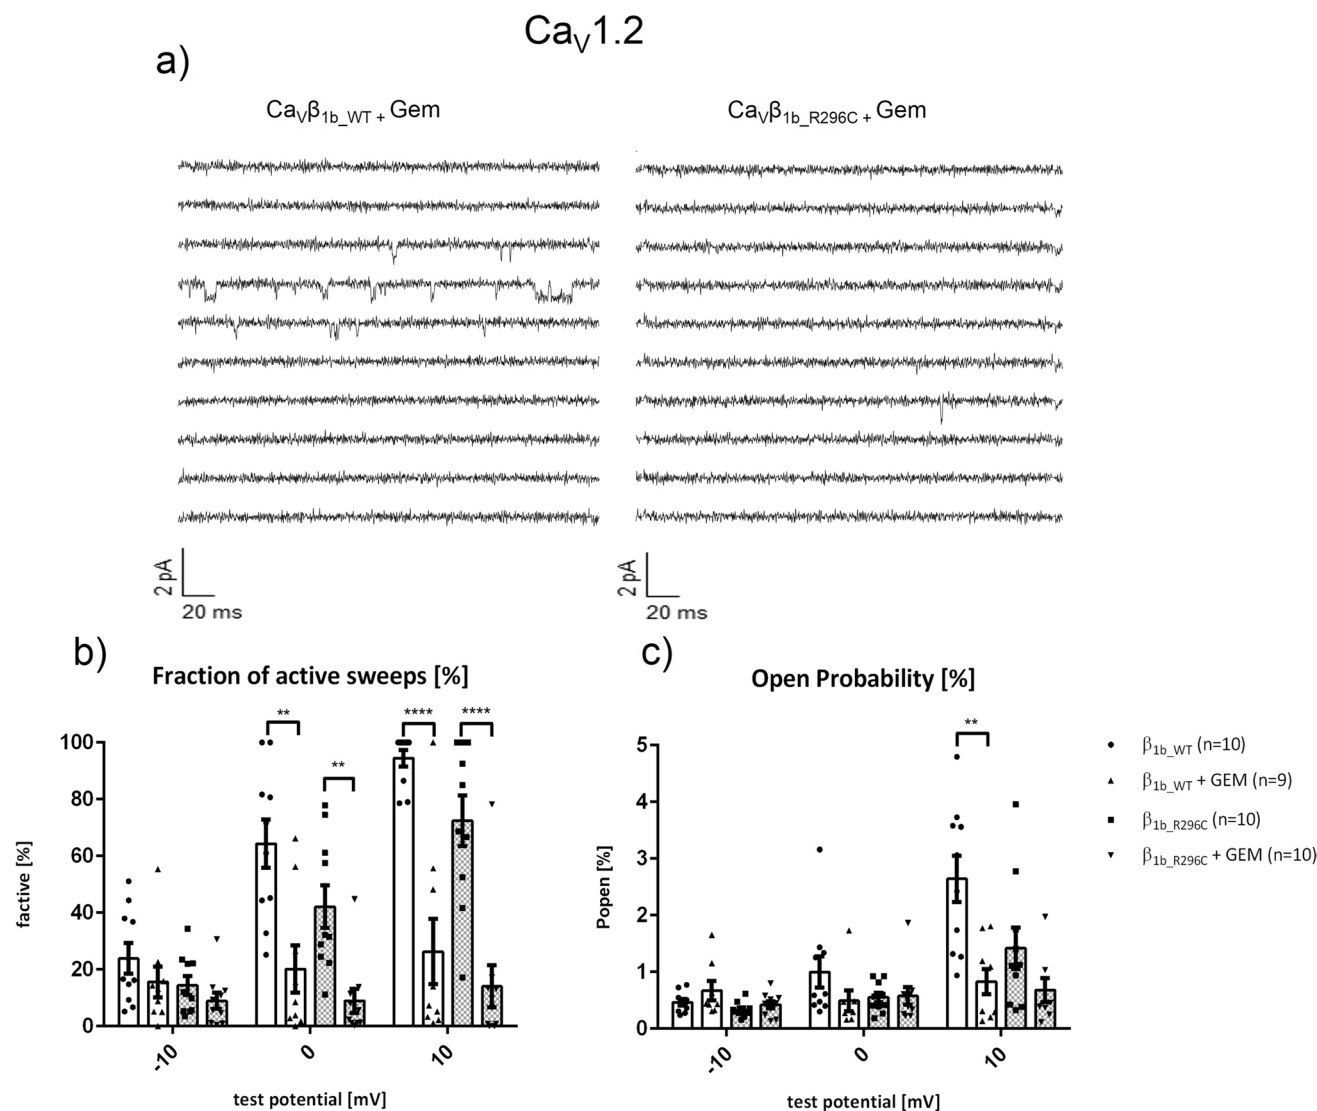 CaV1.2
a)
CaVβ1b_WT + Gem
CaVβ1b_R296C + Gem
2 pA
20 ms
2 pA
20 ms
b)
Fraction of active sweeps [%]
factive [%]
100
80
60
40
20
0
**
**
****
****
-10
0
10
test potential [mV]
c)
Open Probability [%]
Popen [%]
5
4
3
2
1
0
**
-10
0
10
test potential [mV]
β1b_WT (n=10)
β1b_WT + GEM (n=9)
β1b_R296C (n=10)
β1b_R296C + GEM (n=10)